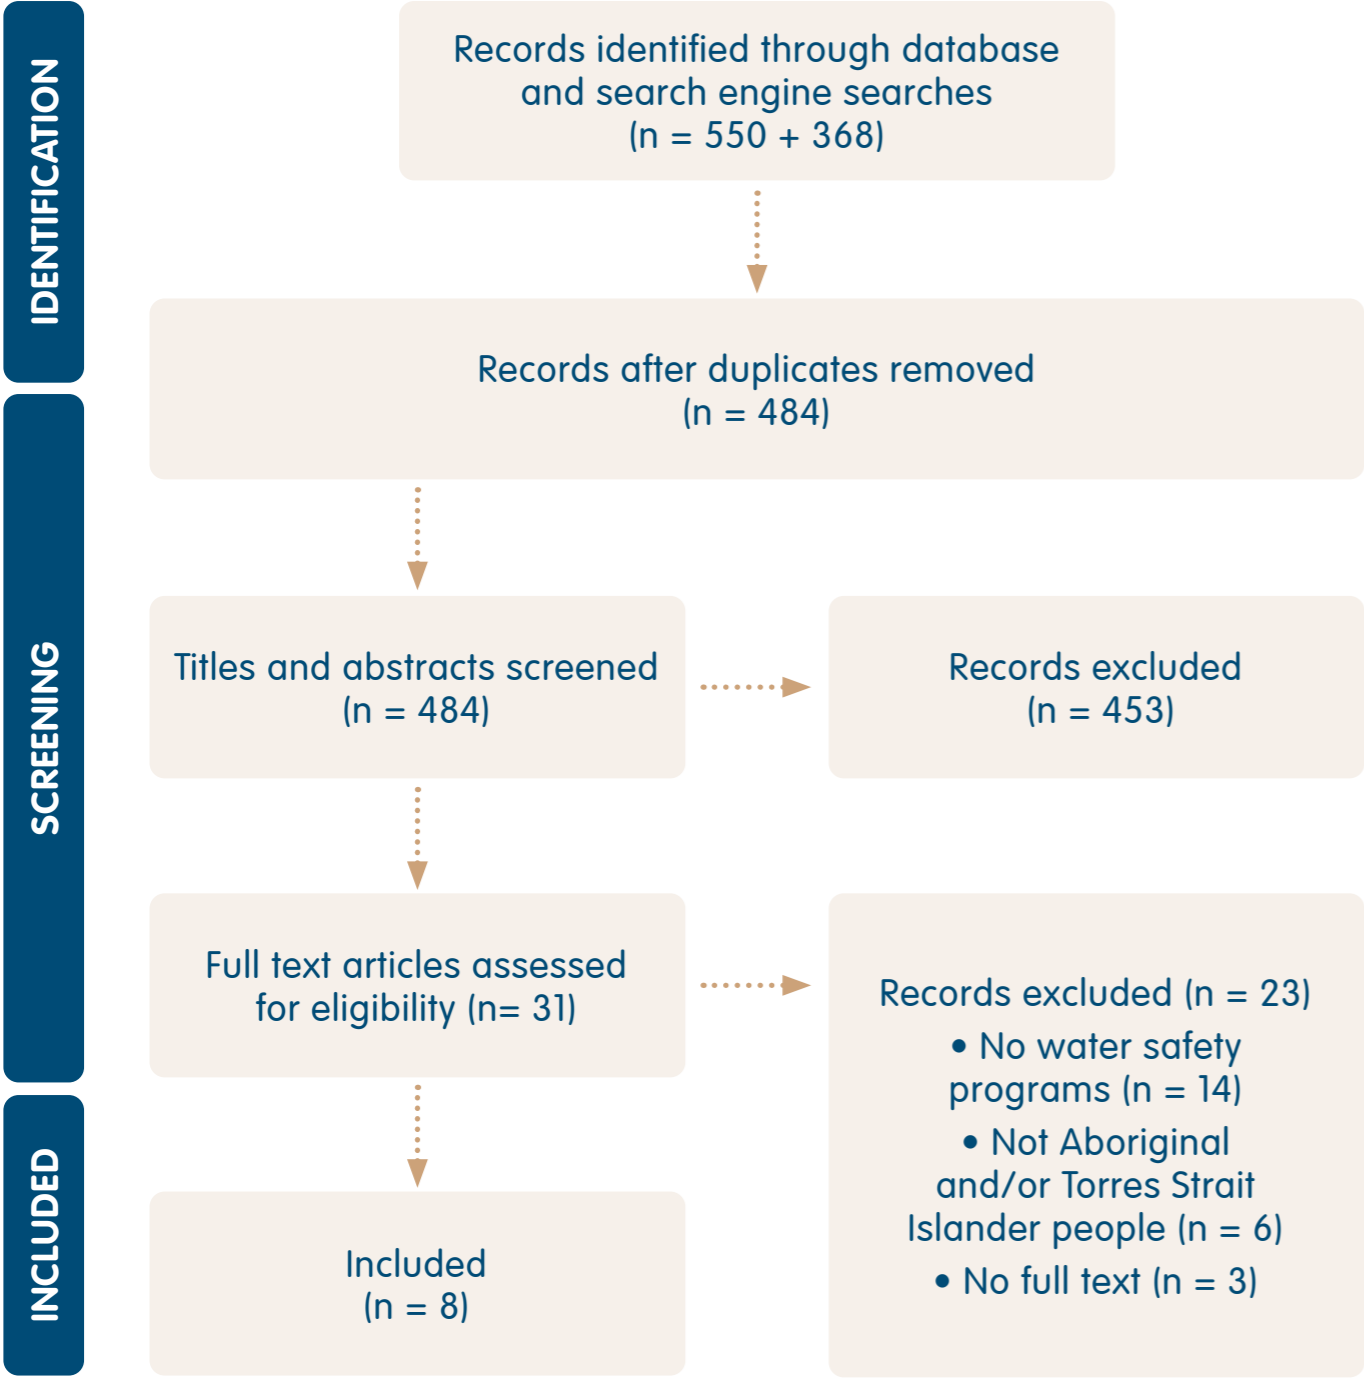 IDENTIFICATION
Records identified through database
and search engine searches
(n = 550 + 368)
Records after duplicates removed
(n = 484)
SCREENING
Titles and abstracts screened
(n = 484)
Records excluded
(n = 453)
Full text articles assessed
for eligibility (n= 31)
Records excluded (n = 23)
• No water safety
programs (n = 14)
• Not Aboriginal
and/or Torres Strait
Islander people (n = 6)
• No full text (n = 3)
INCLUDED
Included
(n = 8)